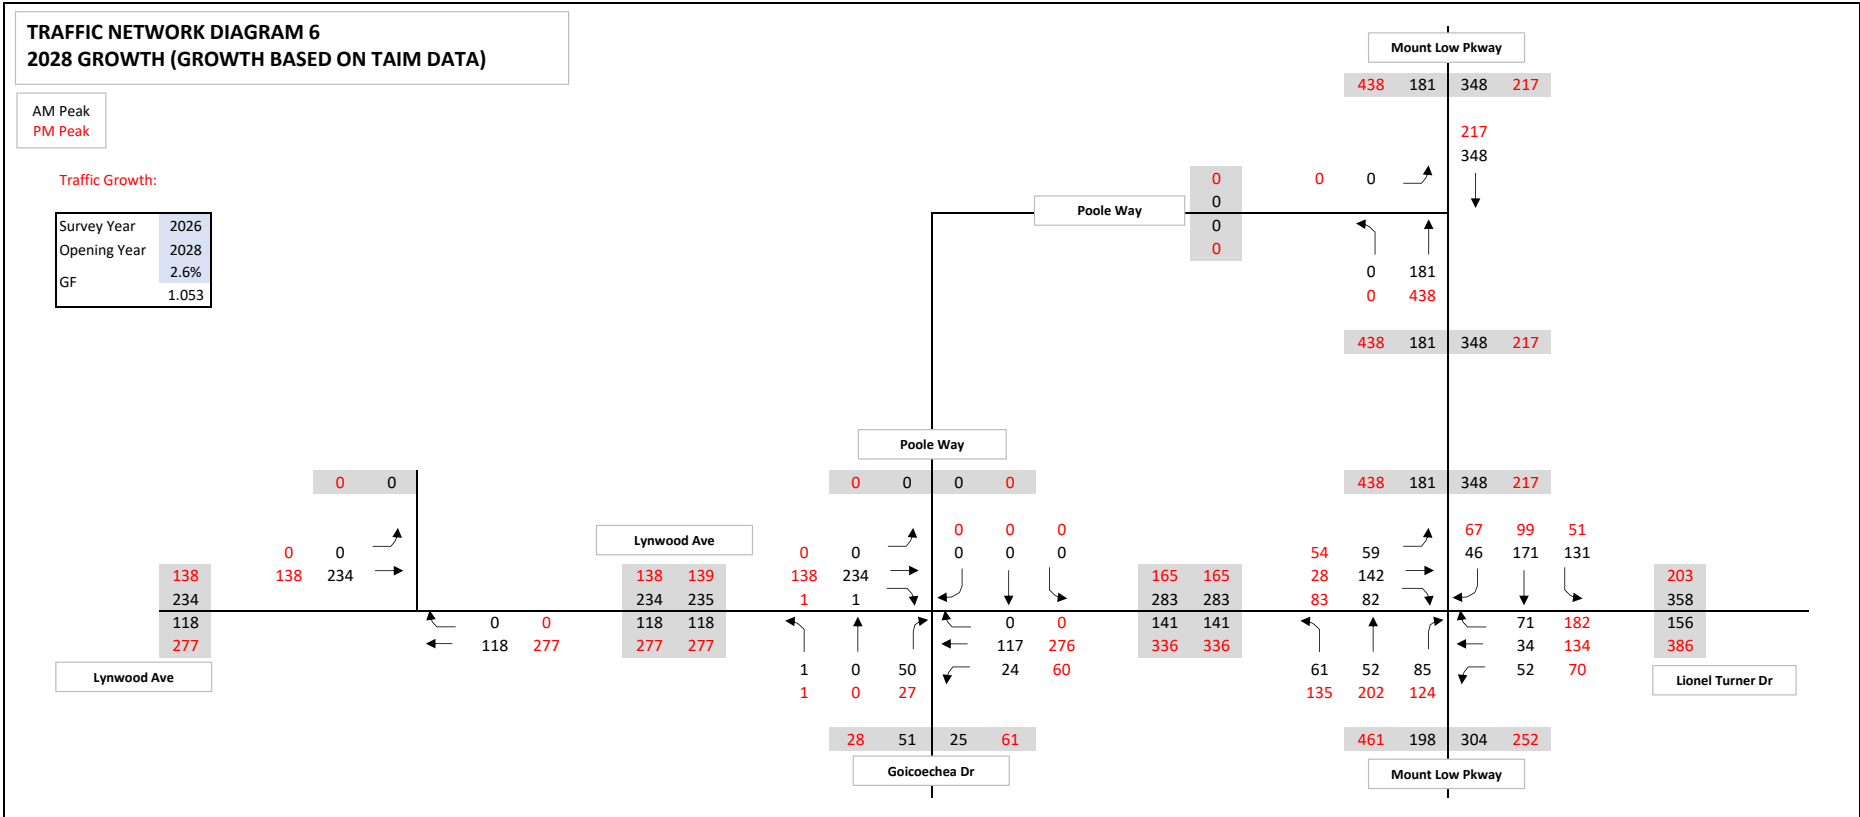 TRAFFIC NETWORK DIAGRAM 6
2028 GROWTH (GROWTH BASED ON TAIM DATA)
AM Peak
PM Peak
Traffic Growth:
Survey Year 2026
Opening Year 2028
GF 2.6%
1.053
Mount Low Pkway
438 181 348 217
217
348
0 0 0
0
0
0
Poole Way
0 181
0 438
438 181 348 217
Poole Way
0 0
0 0 0 0
438 181 348 217
Lynwood Ave
0 0
138 234
138
234
118
277
0 0
118 277
Lynwood Ave
138 139
234 235
118 118
277 277
0 0
138 234
1 1
0 0 0
0 0 0
0 0
117 276
24 60
1 0 50
1 0 27
165 165
283 283
141 141
336 336
54 59
28 142
83 82
67 99 51
46 171 131
71 182
34 134
52 70
61 52 85
135 202 124
203
358
156
386
Lionel Turner Dr
28 51 25 61
Goicoechea Dr
461 198 304 252
Mount Low Pkway